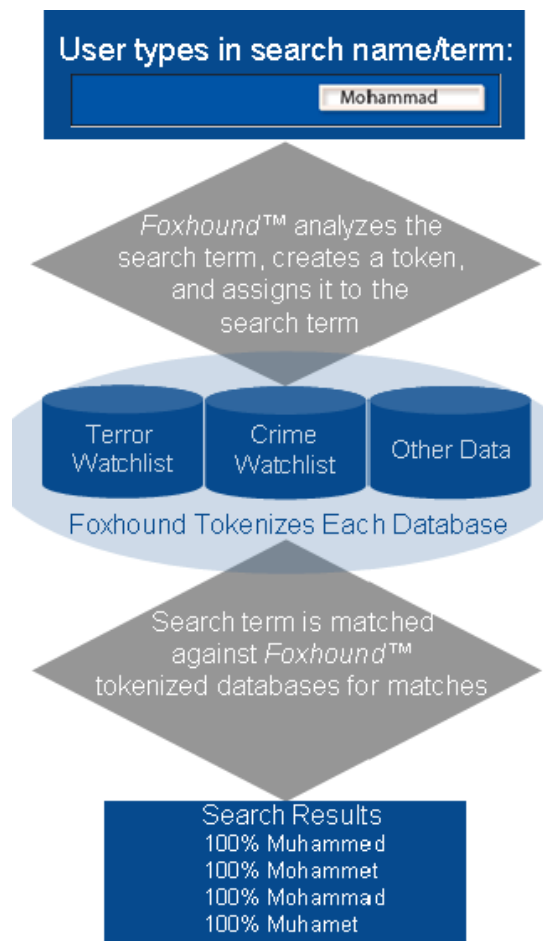 User types in search name/term:
Mohammad
Foxhound™ analyzes the
search term, creates a token,
and assigns it to the
search term
Terror
Watchlist
Crime
Watchlist
Other Data
Foxhound Tokenizes Each Database
Search term is matched
against Foxhound™
tokenized databases for matches
Search Results
100% Muhammed
100% Mohammet
100% Mohammad
100% Muhamet